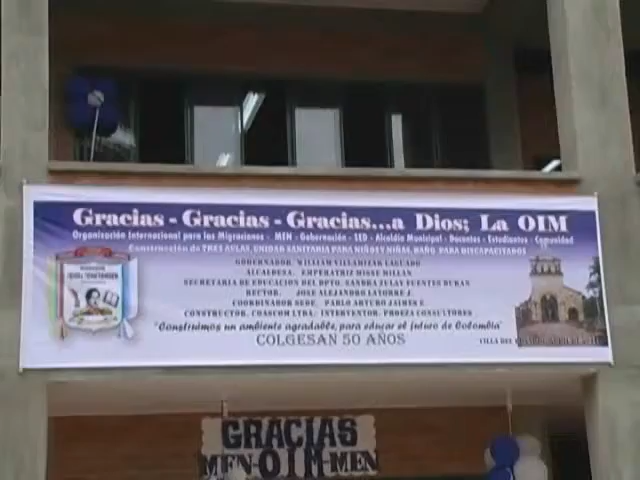 Gracias - Gracias - Gracias...a Dios; La OIM
Organización Internacional para las Migraciones - MEN - Gobernación - SED - Alcaldía Municipal - Docentes - Estudiantes - Comunidad
Construcción de TRES AULAS, UNIDAD SANITARIA PARA NIÑOS Y NIÑAS, BAÑO PARA DISCAPACITADOS
GOBERNADOR WILLIAM VILLAMIZAR LAGUADO
ALCALDESA. EMPERATRIZ MISSE MILLAN
SECRETARIA DE EDUCACION DEL DPTO. SANDRA ZULAY FUENTES DURAN
RECTOR. JOSE ALEJANDRO LATORRE J.
COORDINADOR SEDE. PABLO ARTURO JAIMES E.
CONSTRUCTOR. COASCOM LTDA. INTERVENTOR. PROEZA CONSULTORES
"Construimos un ambiente agradable, para educar el futuro de Colombia"
COLGESAN 50 AÑOS
VILLA DEL
GRACIAS
MEN-OIM-MEN